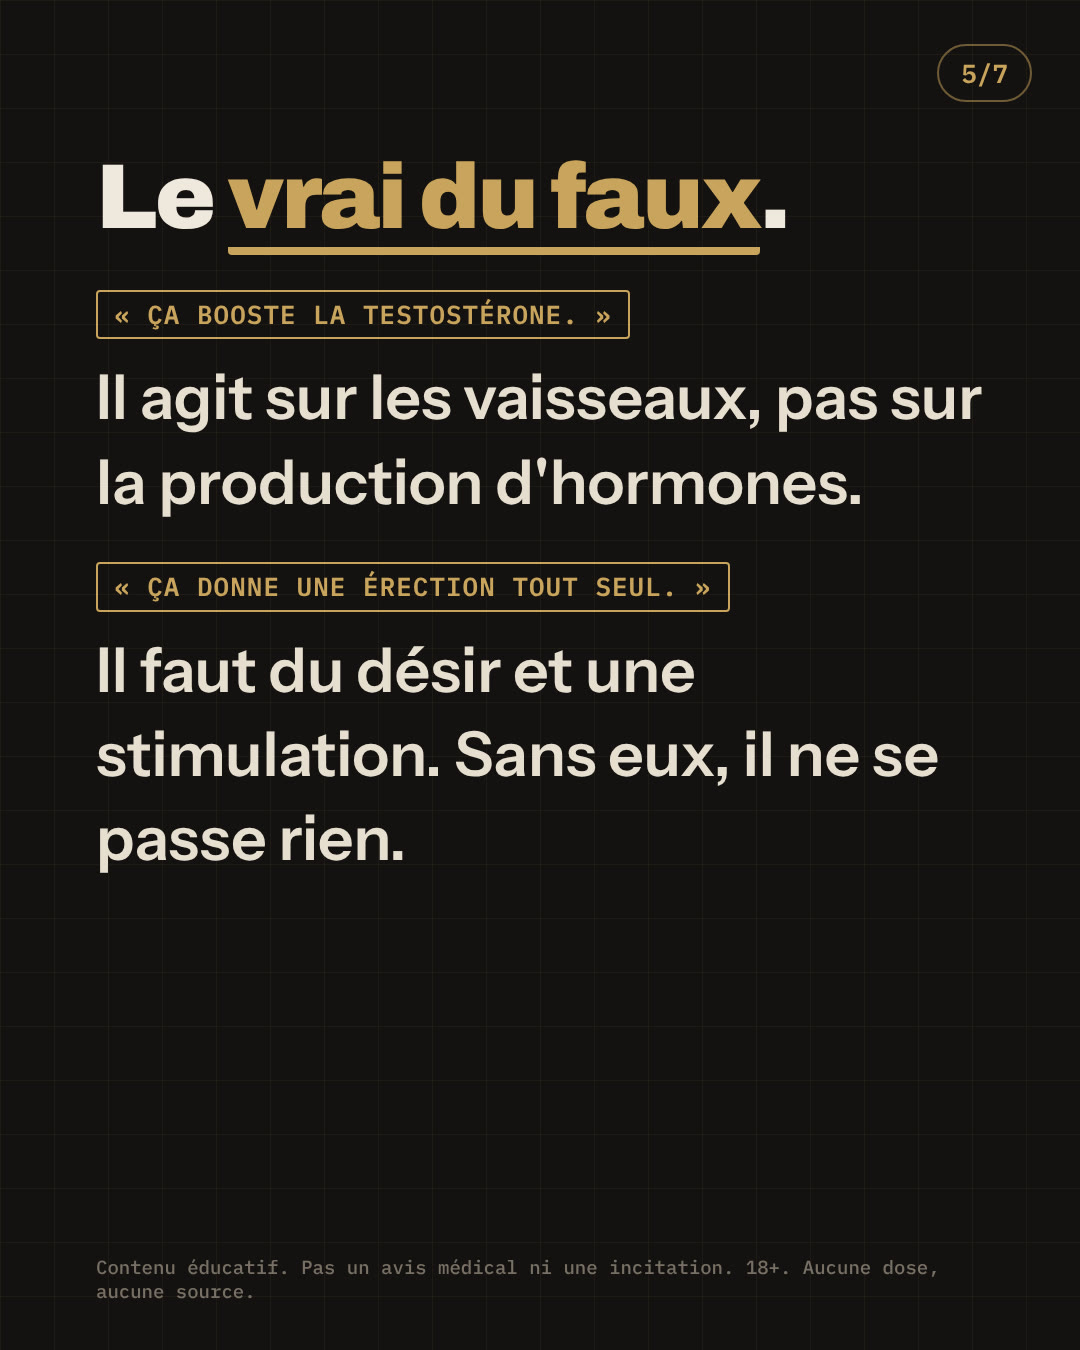 5/7
Le vrai du faux.
« ÇA BOOSTE LA TESTOSTÉRONE. »
Il agit sur les vaisseaux, pas sur
la production d'hormones.
« ÇA DONNE UNE ÉRECTION TOUT SEUL. »
Il faut du désir et une
stimulation. Sans eux, il ne se
passe rien.
Contenu éducatif. Pas un avis médical ni une incitation. 18+. Aucune dose,
aucune source.